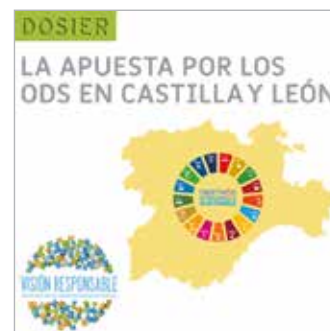 DOSIER
LA APUESTA POR LOS
ODS EN CASTILLA Y LEÓN
VISIÓN RESPONSABLE